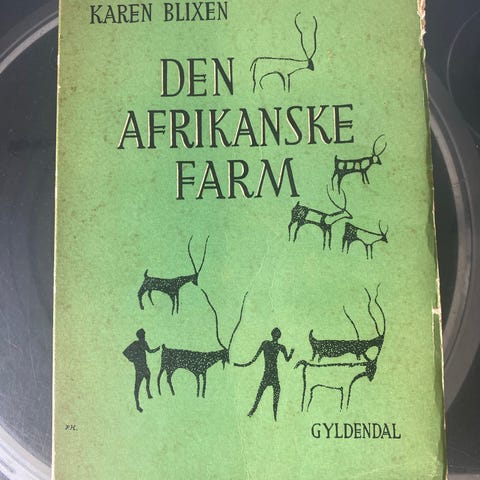 KAREN BLIXEN
DEN
AFRIKANSKE
FARM
GYLDENDAL